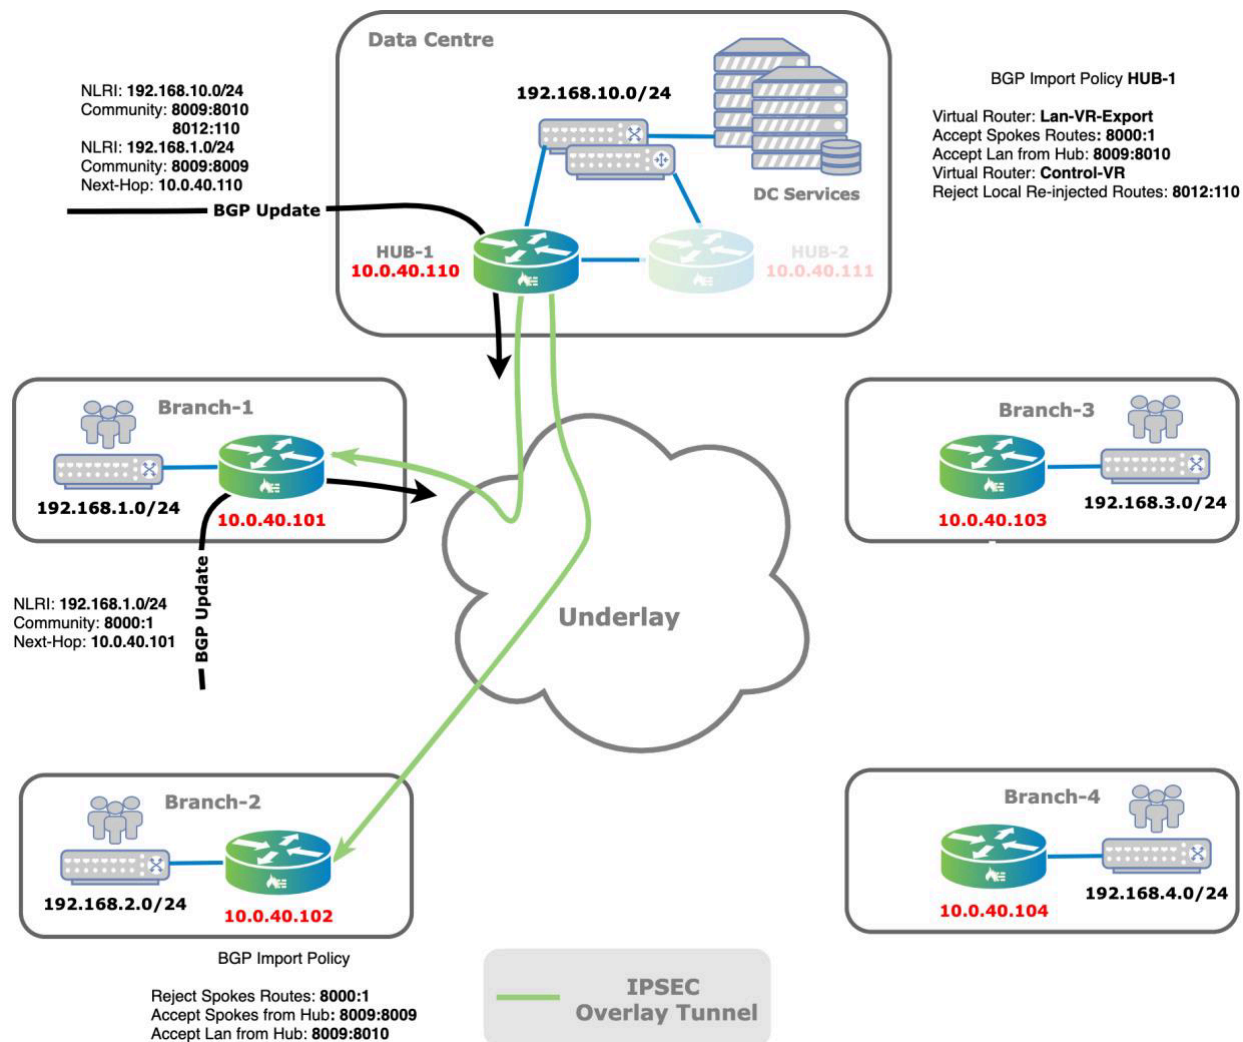 Data Centre
NLRI: 192.168.10.0/24
Community: 8009:8010
8012:110
NLRI: 192.168.1.0/24
Community: 8009:8009
Next-Hop: 10.0.40.110
BGP Update
192.168.10.0/24
DC Services
HUB-1
10.0.40.110
HUB-2
10.0.40.111
BGP Import Policy HUB-1
Virtual Router: Lan-VR-Export
Accept Spokes Routes: 8000:1
Accept Lan from Hub: 8009:8010
Virtual Router: Control-VR
Reject Local Re-injected Routes: 8012:110
Branch-1
192.168.1.0/24
10.0.40.101
Branch-3
10.0.40.103
192.168.3.0/24
NLRI: 192.168.1.0/24
Community: 8000:1
Next-Hop: 10.0.40.101
BGP Update
Underlay
Branch-2
192.168.2.0/24
10.0.40.102
Branch-4
10.0.40.104
192.168.4.0/24
BGP Import Policy
Reject Spokes Routes: 8000:1
Accept Spokes from Hub: 8009:8009
Accept Lan from Hub: 8009:8010
IPSEC
Overlay Tunnel